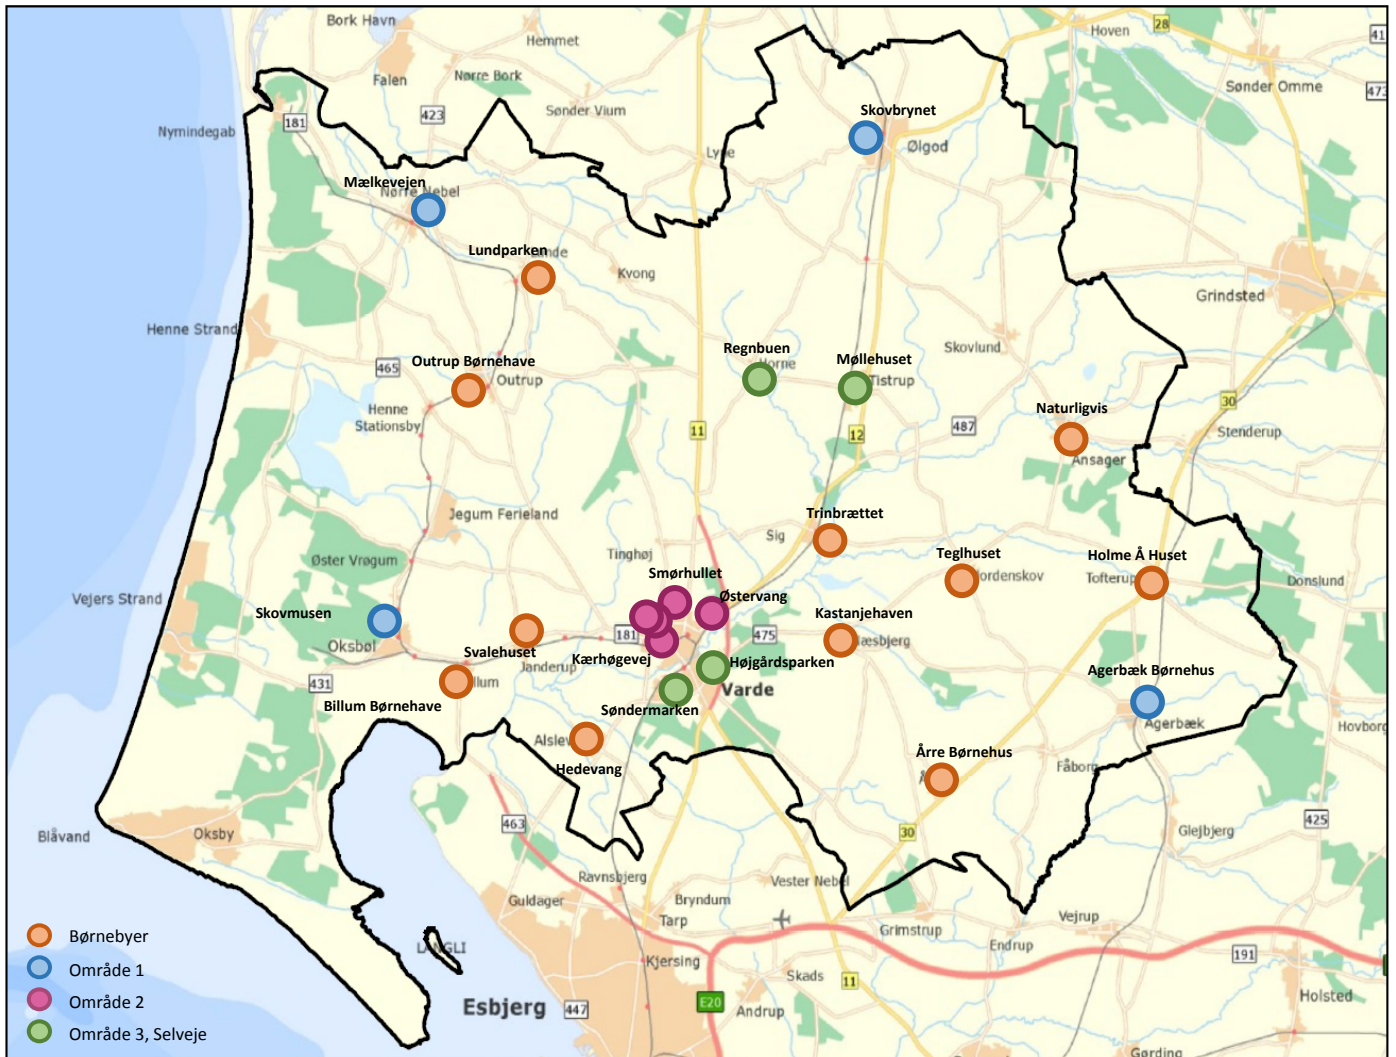 Bork Havn
Hemmet
28
Hoven
41
Falen
Nørre Bork
Sønder Omme
473
423
Sønder Vium
Skovbrynet
181
Nymindegab
Lyne
Ølgod
Mælkevejen
Nørre Nebel
Lundparken
Kvong
Grindsted
Henne Strand
Regnbuen
Møllehuset
Skovlund
Outrup Børnehave
465
Outrup
Horne
Tistrup
30
Henne
Stationsby
Naturligvis
11
12
487
Stenderup
Ansager
Jegum Ferieland
Trinbrættet
Sig
Øster Vrøgum
Tinghøj
Teglhuset
Holme Å Huset
Smørhullet
Nordenskov
Tofterup
Donslund
Vejers Strand
Østervang
Skovmusen
Kastanjehaven
181
475
Næsbjerg
Oksbøl
Svalehuset
Janderup
Kærhøgevej
Højgårdsparken
Agerbæk Børnehus
431
Billum Børnehave
Varde
Søndermarken
Agerbæk
Hovborg
Alslev
Hedevang
Årre Børnehus
Fåborg
463
30
425
Blåvand
Oksby
Glejbjerg
Ravnsbjerg
Vester Nebel
Guldager
Bryndum
Tarp
Vejrup
Grimstrup
Børnebyer
LANGLI
Endrup
191
Kjersing
Område 1
Skads
11
Holsted
Område 2
Esbjerg
447
E20
Andrup
Område 3, Selveje
Gørding